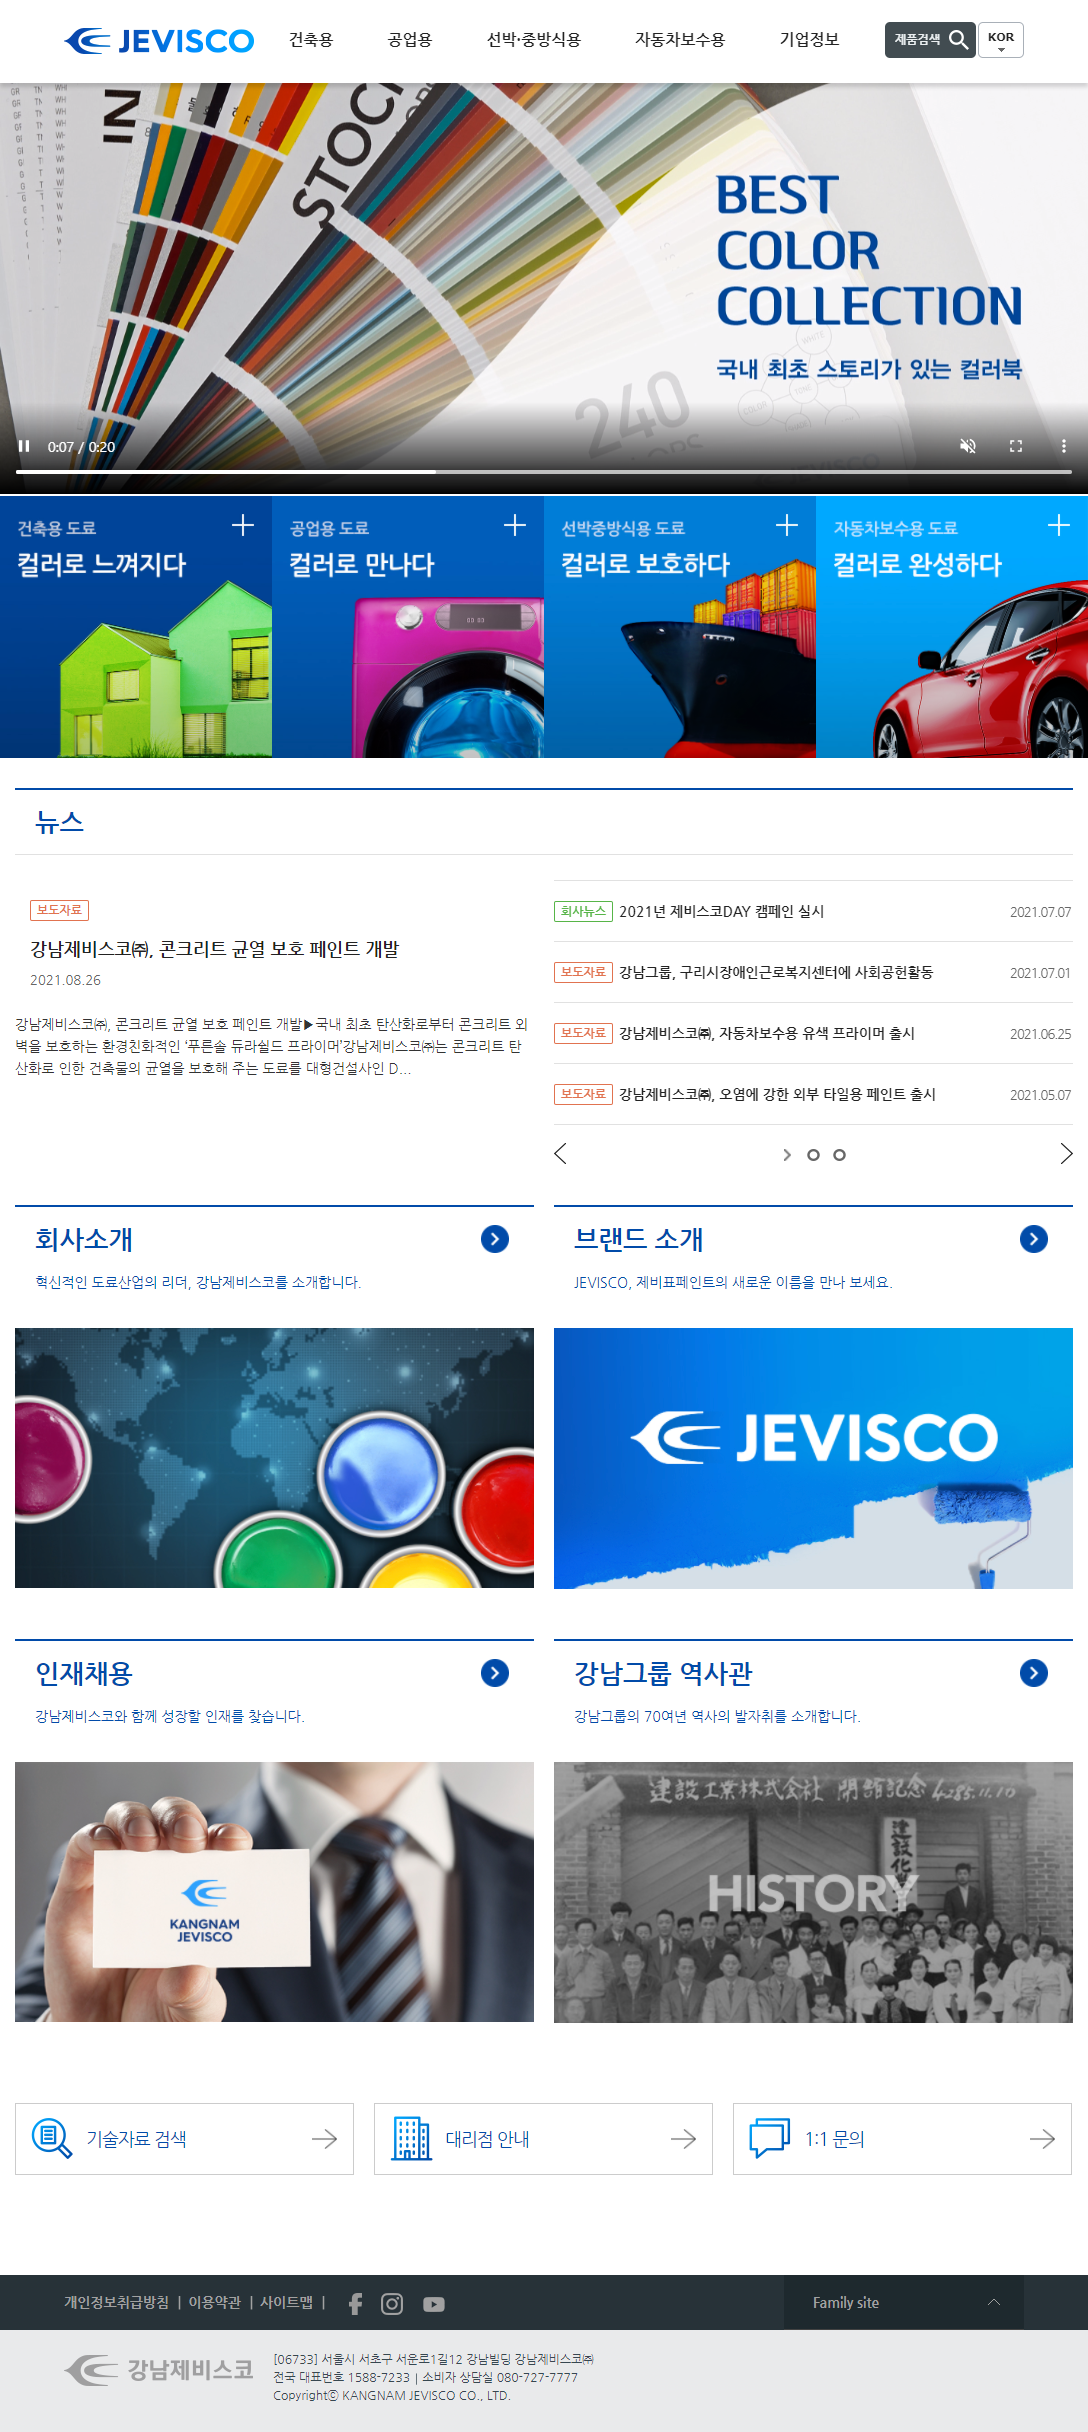 JEVISCO
건축용
공업용
선박·중방식용
자동차보수용
기업정보
제품검색
KOR
IN
STOC
BEST
COLOR
COLLECTION
국내 최초 스토리가 있는 컬러북
240
WHITE
COLOR
JEVISCO
0:07 / 0:20
건축용 도료
컬러로 느껴지다
공업용 도료
컬러로 만나다
선박중방식용 도료
컬러로 보호하다
자동차보수용 도료
컬러로 완성하다
뉴스
보도자료
강남제비스코㈜, 콘크리트 균열 보호 페인트 개발
2021.08.26
강남제비스코㈜, 콘크리트 균열 보호 페인트 개발▶국내 최초 탄산화로부터 콘크리트 외
벽을 보호하는 환경친화적인 ‘푸른솔 듀라쉴드 프라이머’강남제비스코㈜는 콘크리트 탄
산화로 인한 건축물의 균열을 보호해 주는 도료를 대형건설사인 D...
회사뉴스 2021년 제비스코DAY 캠페인 실시 2021.07.07
보도자료 강남그룹, 구리시장애인근로복지센터에 사회공헌활동 2021.07.01
보도자료 강남제비스코㈜, 자동차보수용 유색 프라이머 출시 2021.06.25
보도자료 강남제비스코㈜, 오염에 강한 외부 타일용 페인트 출시 2021.05.07
회사소개
혁신적인 도료산업의 리더, 강남제비스코를 소개합니다.
브랜드 소개
JEVISCO, 제비표페인트의 새로운 이름을 만나 보세요.
JEVISCO
인재채용
강남제비스코와 함께 성장할 인재를 찾습니다.
강남그룹 역사관
강남그룹의 70여년 역사의 발자취를 소개합니다.
KANGNAM
JEVISCO
建設工業株式会社 開館記念 4285.11.10
建設化
HISTORY
기술자료 검색
대리점 안내
1:1 문의
개인정보취급방침 | 이용약관 | 사이트맵 |
Family site
강남제비스코
[06733] 서울시 서초구 서운로1길12 강남빌딩 강남제비스코㈜
전국 대표번호 1588-7233 | 소비자 상담실 080-727-7777
Copyrightⓒ KANGNAM JEVISCO CO., LTD.